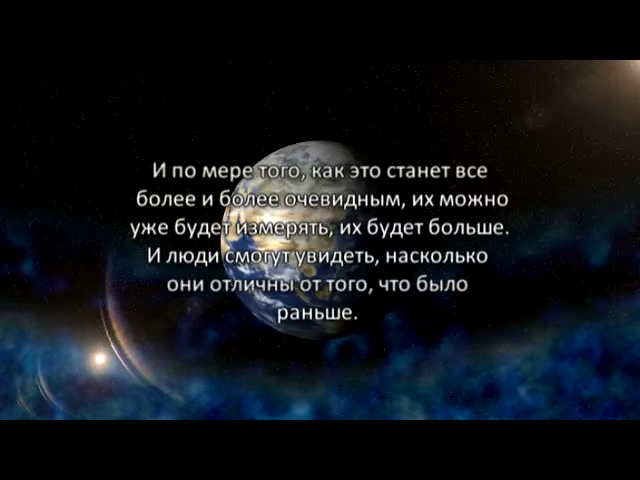 И по мере того, как это станет все
более и более очевидным, их можно
уже будет измерять, их будет больше.
И люди смогут увидеть, насколько
они отличны от того, что было
раньше.